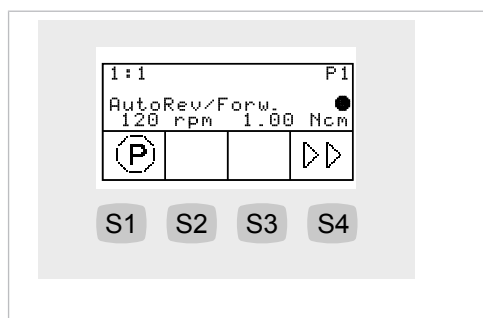 1:1 P1
AutoRev/Forw.
120 rpm 1.00 Ncm
P
S1 S2 S3 S4